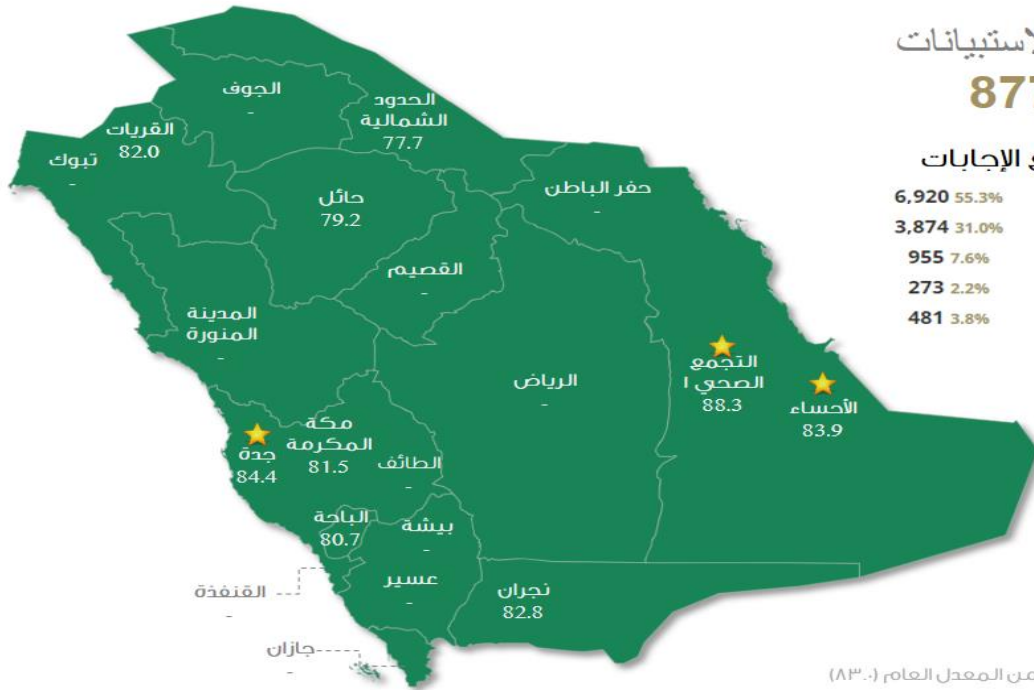 877
6,920 55.3%
3,874 31.0%
955 7.6%
273 2.2%
481 3.8%
الجوف
-
الحدود
الشمالية
77.7
القريات
82.0
تبوك
-
حائل
79.2
حفر الباطن
-
القصيم
-
المدينة
المنورة
-
الرياض
-
التجمع
الصحي ١
88.3
الأحساء
83.9
جدة
84.4
مكة
المكرمة
81.5
الطائف
-
الباحة
80.7
بيشة
-
عسير
-
نجران
82.8
القنفذة
-
جازان
-
من المعدل العام (٨٣.٠)